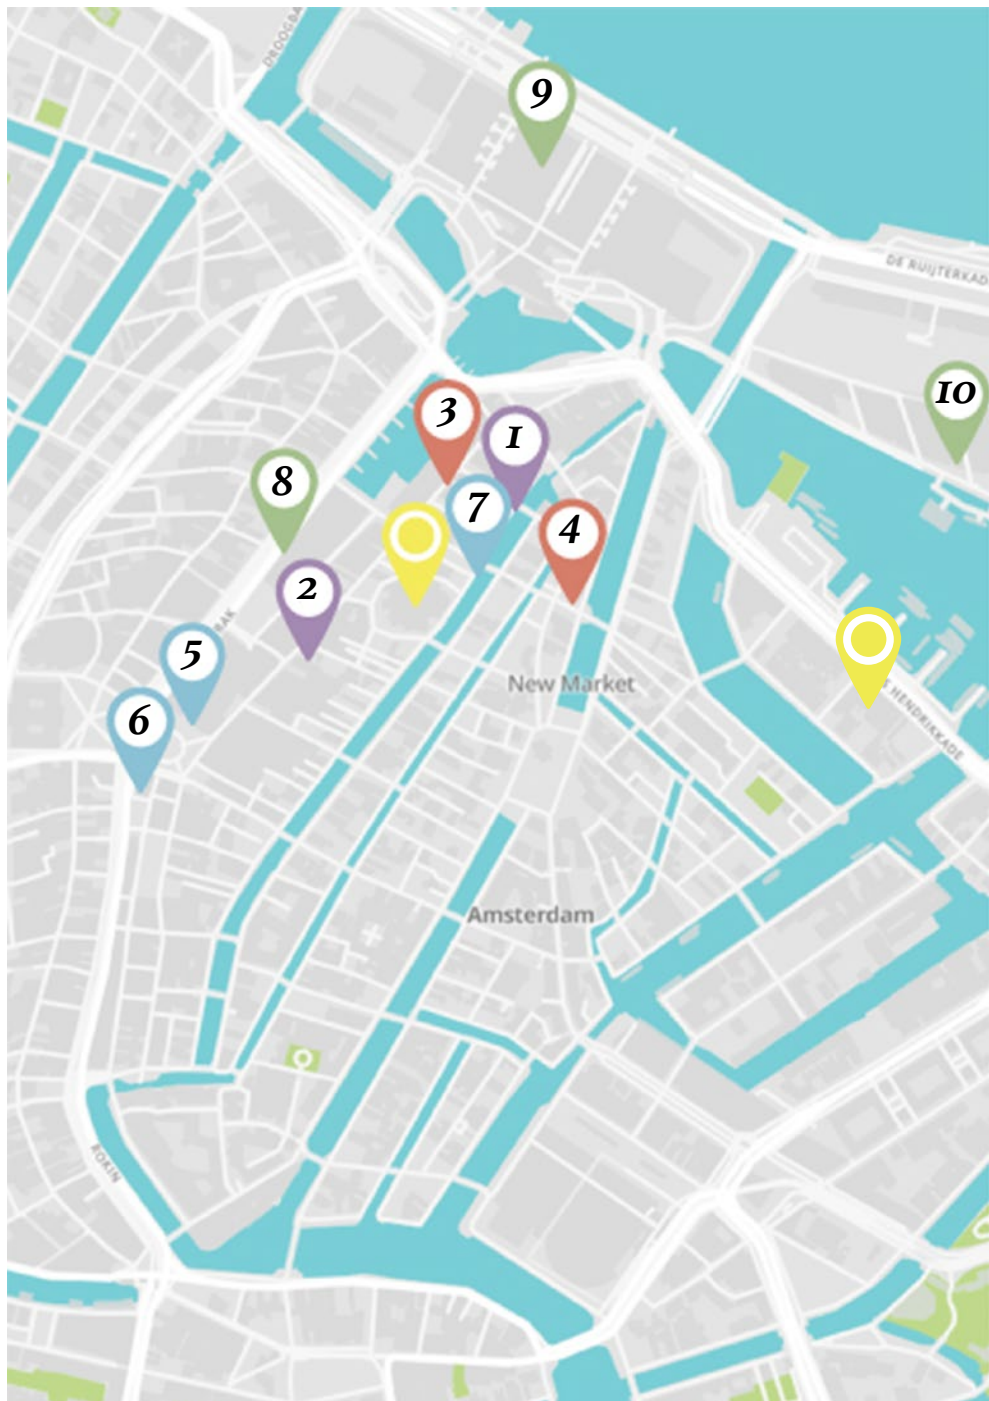 DROOGBA
9
DE RUIJTERKAD
10
3
1
8
7
4
2
RAK
5
6
New Market
S HENDRIKKADE
Amsterdam
ROKIN